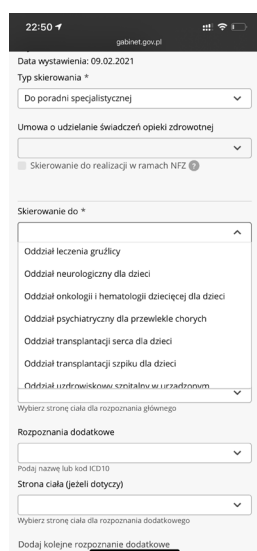 22:50
gabinet.gov.pl
Data wystawienia: 09.02.2021
Typ skierowania *
Do poradni specjalistycznej
Umowa o udzielanie świadczeń opieki zdrowotnej
Skierowanie do realizacji w ramach NFZ ?
Skierowanie do *
Oddział leczenia gruźlicy
Oddział neurologiczny dla dzieci
Oddział onkologii i hematologii dziecięcej dla dzieci
Oddział psychiatryczny dla przewlekle chorych
Oddział transplantacji serca dla dzieci
Oddział transplantacji szpiku dla dzieci
Oddział uzdrowiskowy szpitalny w urządzonym
Wybierz stronę ciała dla rozpoznania głównego
Rozpoznania dodatkowe
Podaj nazwę lub kod ICD10
Strona ciała (jeżeli dotyczy)
Wybierz stronę ciała dla rozpoznania dodatkowego
Dodaj kolejne rozpoznanie dodatkowe